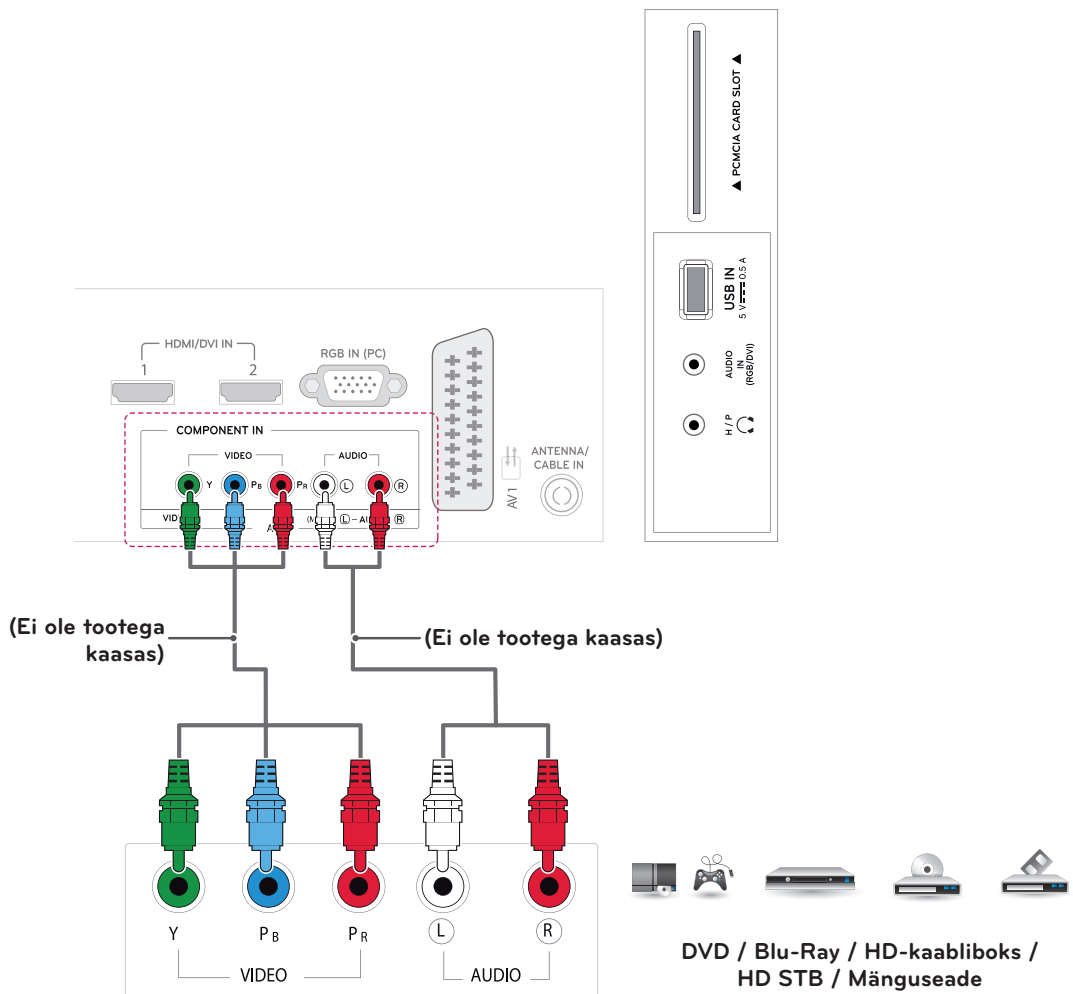 ▲ PCMCIA CARD SLOT ▲
USB IN
5 V 0.5 A
AUDIO
IN
(RGB/DVI)
H / P
HDMI/DVI IN
1 2
RGB IN (PC)
COMPONENT IN
VIDEO AUDIO
Y PB PR L R
L R
AV 1
ANTENNA/
CABLE IN
(Ei ole tootega
kaasas)
(Ei ole tootega kaasas)
Y PB PR L R
VIDEO AUDIO
DVD / Blu-Ray / HD-kaabliboks /
HD STB / Mänguseade